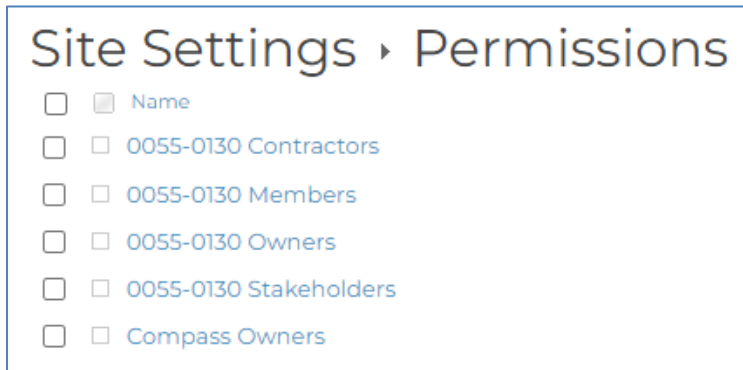 Site Settings ▸ Permissions
Name
0055-0130 Contractors
0055-0130 Members
0055-0130 Owners
0055-0130 Stakeholders
Compass Owners